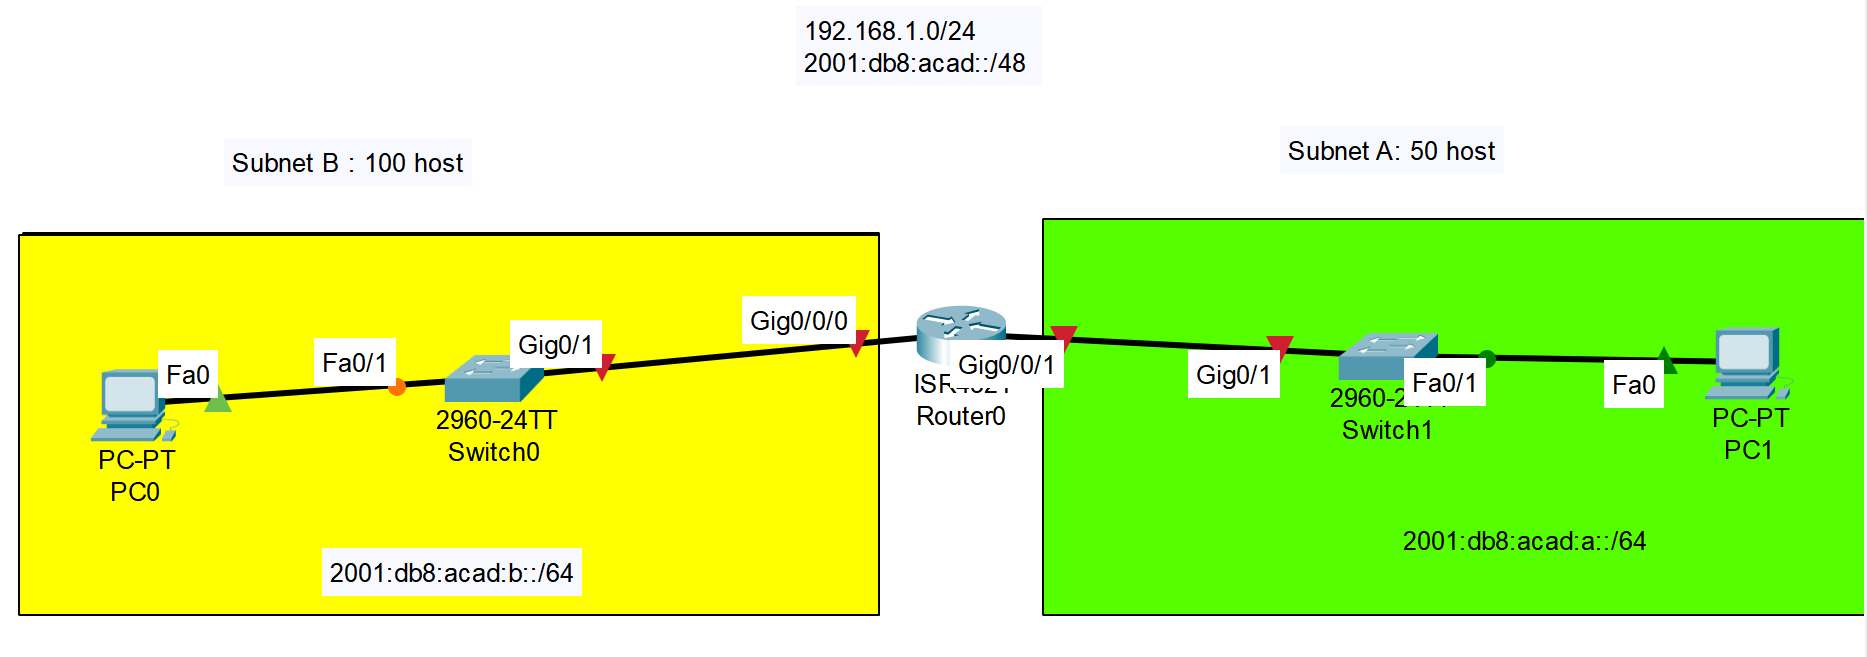 192.168.1.0/24
2001:db8:acad::/48
Subnet B : 100 host
Subnet A: 50 host
Fa0
Fa0/1
Gig0/1
Gig0/0/0
Gig0/0/1
Gig0/1
Fa0/1
Fa0
PC-PT
PC0
2960-24TT
Switch0
Router0
Switch1
PC-PT
PC1
2001:db8:acad:b::/64
2001:db8:acad:a::/64